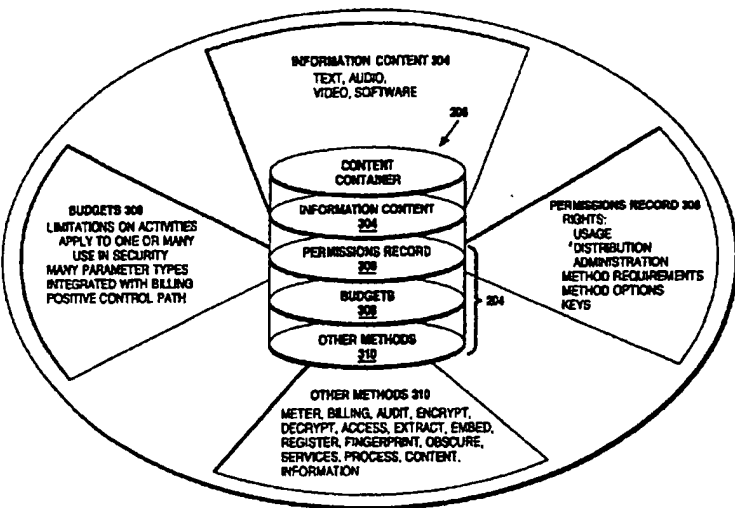 INFORMATION CONTENT 304
TEXT, AUDIO,
VIDEO, SOFTWARE
CONTENT
CONTAINER
INFORMATION CONTENT
304
PERMISSIONS RECORD
BUDGETS
308
OTHER METHODS
310
204
BUDGETS 308
LIMITATIONS ON ACTIVITIES
APPLY TO ONE OR MANY
USE IN SECURITY
MANY PARAMETER TYPES
INTEGRATED WITH BILLING
POSITIVE CONTROL PATH
PERMISSIONS RECORD
RIGHTS:
USAGE
DISTRIBUTION
ADMINISTRATION
METHOD REQUIREMENTS
METHOD OPTIONS
KEYS
OTHER METHODS 310
METER, BILLING, AUDIT, ENCRYPT,
DECRYPT, ACCESS, EXTRACT, EMBED,
REGISTER, FINGERPRINT, OBSCURE,
SERVICES, PROCESS, CONTENT,
INFORMATION